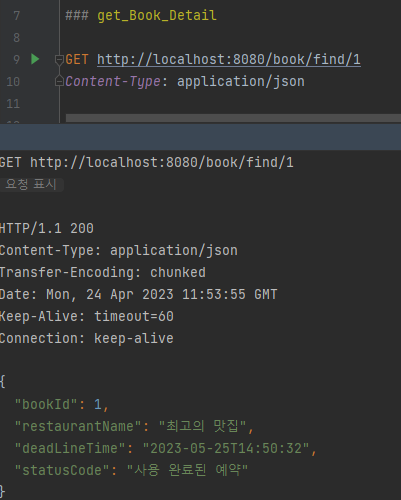 7 ### get_Book_Detail
8
9 GET http://localhost:8080/book/find/1
10 Content-Type: application/json
11
GET http://localhost:8080/book/find/1
요청 표시
HTTP/1.1 200
Content-Type: application/json
Transfer-Encoding: chunked
Date: Mon, 24 Apr 2023 11:53:55 GMT
Keep-Alive: timeout=60
Connection: keep-alive
{
"bookId": 1,
"restaurantName": "최고의 맛집",
"deadLineTime": "2023-05-25T14:50:32",
"statusCode": "사용 완료된 예약"
}